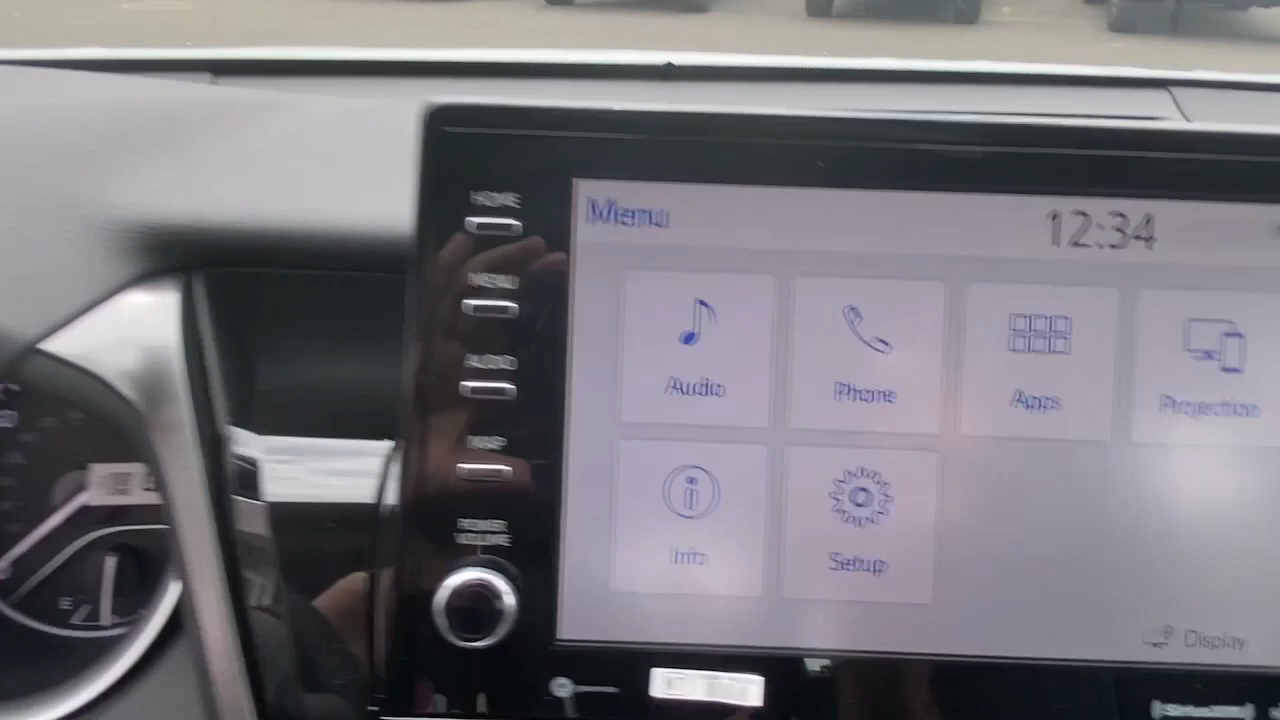 HOME
MENU
AUDIO
MAP
POWER
VOLUME
Menu
12:34
Audio
Phone
Apps
Projection
Info
Setup
Display
E